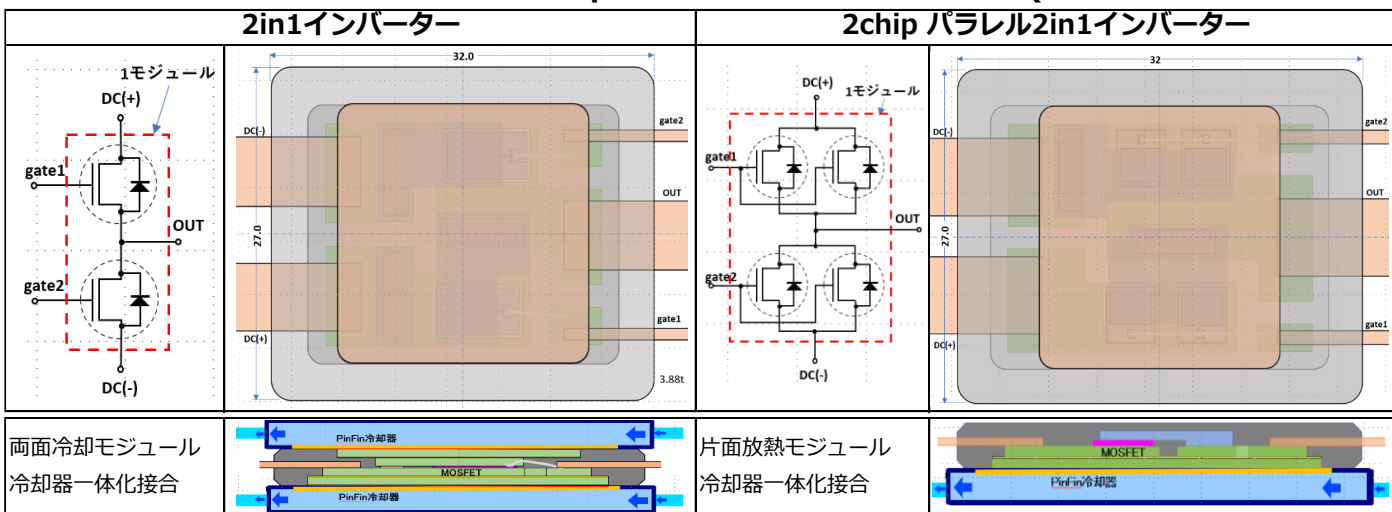 2in1インバーター
2chip パラレル2in1インバーター
1モジュール
DC(+)
gate1
OUT
gate2
DC(-)
32.0
27.0
DC(-)
DC(+)
gate2
OUT
gate1
3.88t
DC(+)
1モジュール
gate1
OUT
gate2
DC(-)
32
27.0
DC(-)
DC(+)
gate2
OUT
gate1
両面冷却モジュール
冷却器一体化接合
PinFin冷却器
MOSFET
PinFin冷却器
片面放熱モジュール
冷却器一体化接合
MOSFET
PinFin冷却器